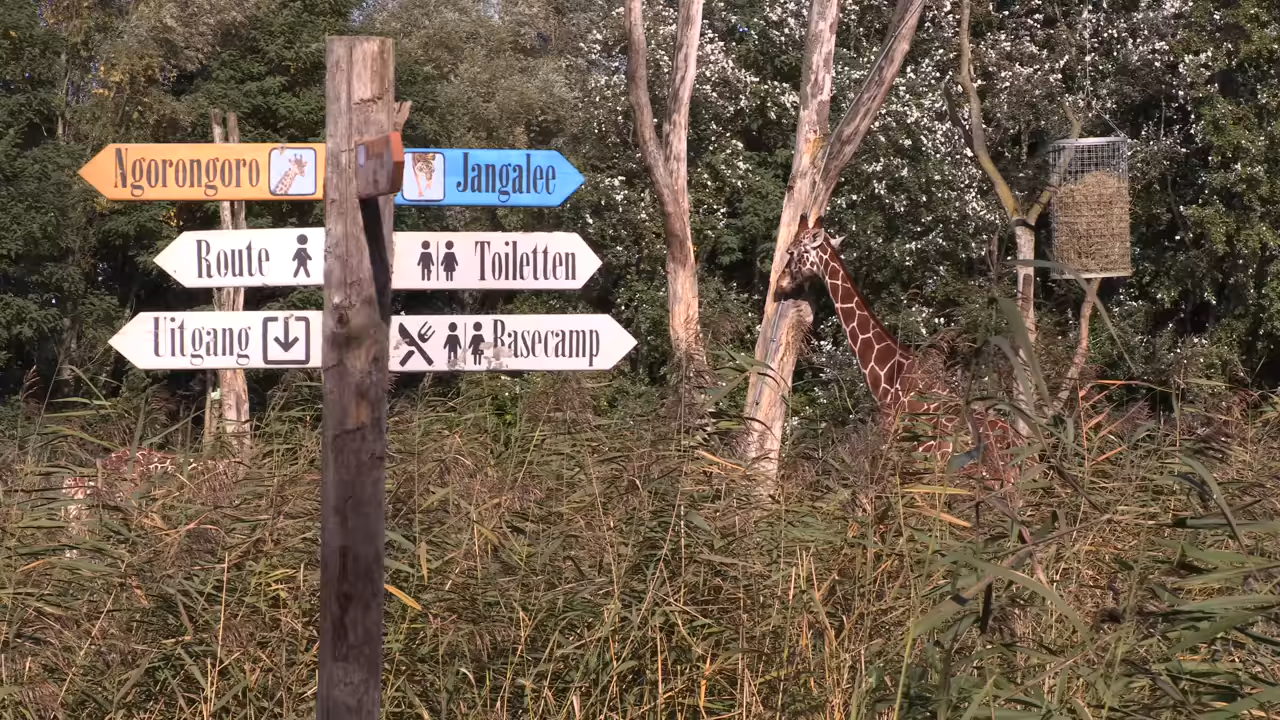 Ngorongoro
Jangalee
Route
Toiletten
Uitgang
Basecamp